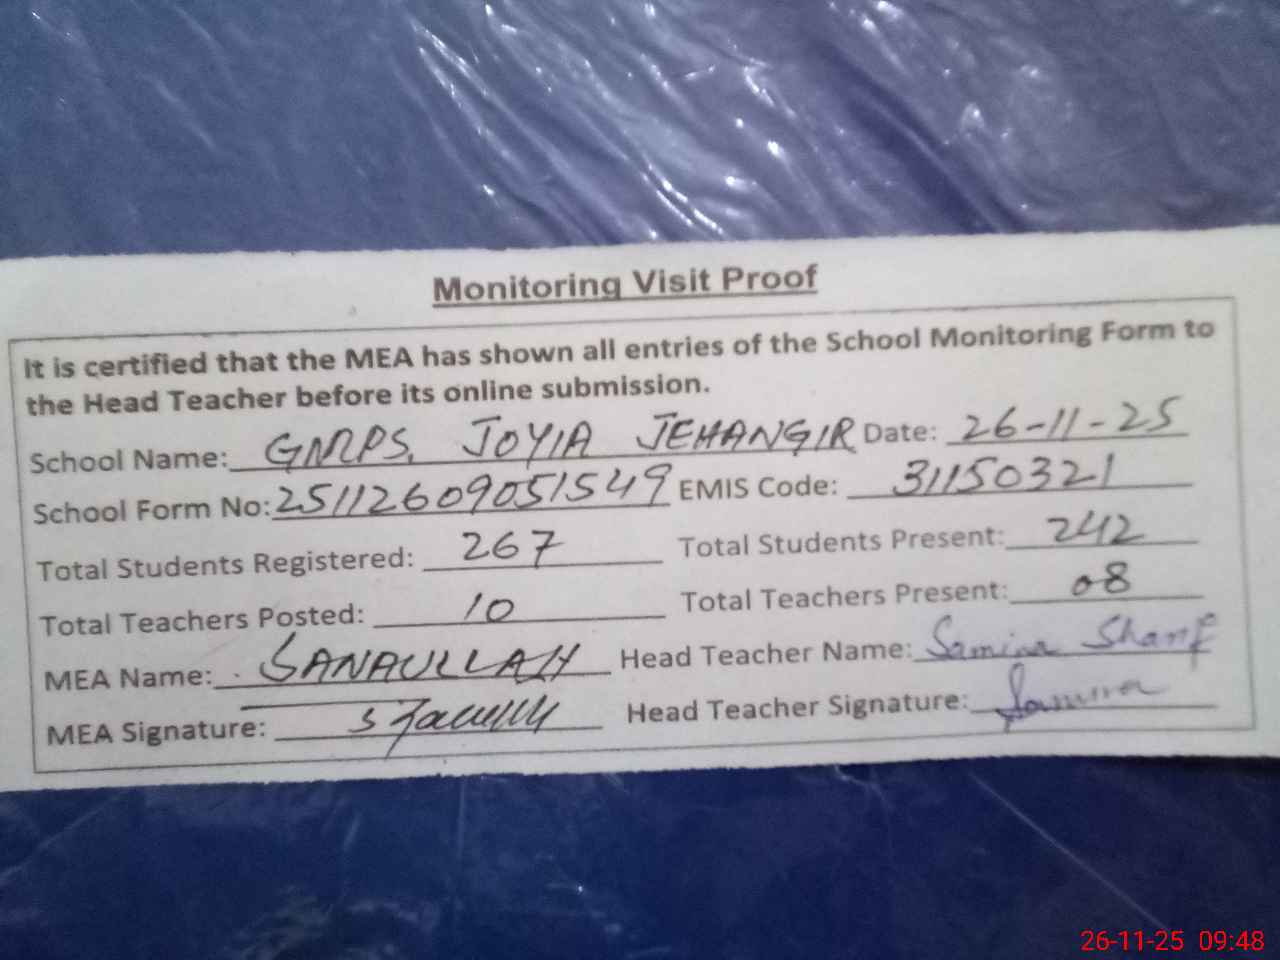 Monitoring Visit Proof
It is certified that the MEA has shown all entries of the School Monitoring Form to
the Head Teacher before its online submission.
School Name: GMPS. JOYIA JEHANGIR Date: 26-11-25
School Form No: 25112609051549 EMIS Code: 31150321
Total Students Registered: 267 Total Students Present: 242
Total Teachers Posted: 10 Total Teachers Present: 08
MEA Name: SANAULLAH Head Teacher Name: Samina Sharif
MEA Signature: Head Teacher Signature: Samina
26-11-25 09:48